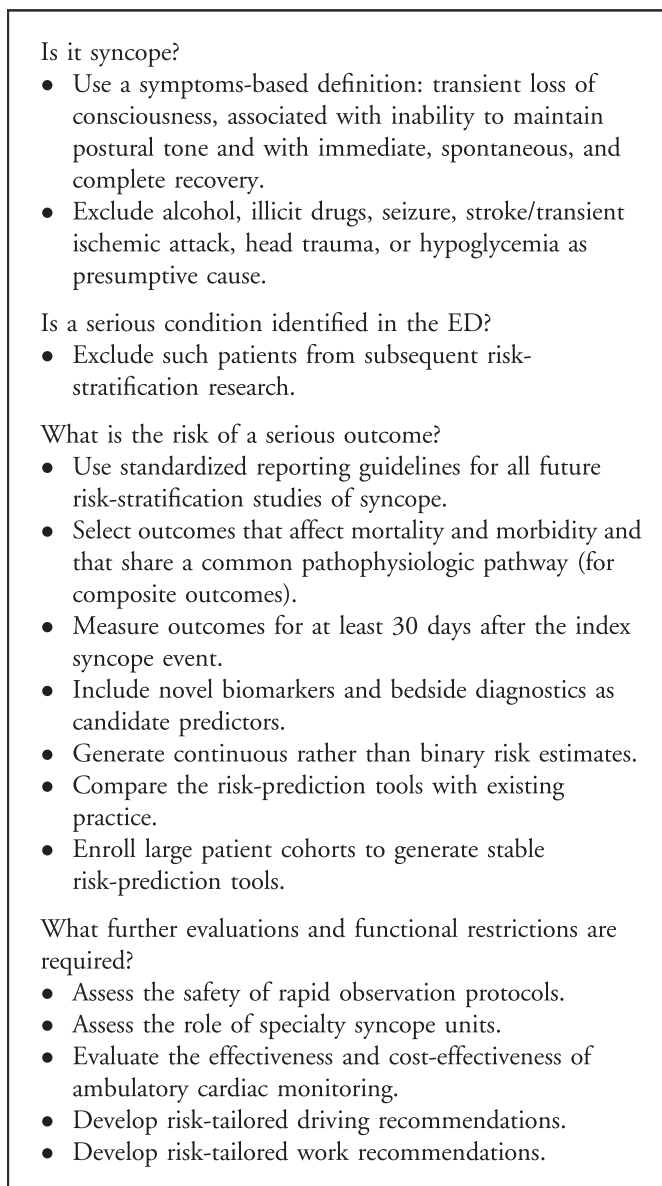 Is it syncope?
● Use a symptoms-based definition: transient loss of
consciousness, associated with inability to maintain
postural tone and with immediate, spontaneous, and
complete recovery.
● Exclude alcohol, illicit drugs, seizure, stroke/transient
ischemic attack, head trauma, or hypoglycemia as
presumptive cause.
Is a serious condition identified in the ED?
● Exclude such patients from subsequent risk-
stratification research.
What is the risk of a serious outcome?
● Use standardized reporting guidelines for all future
risk-stratification studies of syncope.
● Select outcomes that affect mortality and morbidity and
that share a common pathophysiologic pathway (for
composite outcomes).
● Measure outcomes for at least 30 days after the index
syncope event.
● Include novel biomarkers and bedside diagnostics as
candidate predictors.
● Generate continuous rather than binary risk estimates.
● Compare the risk-prediction tools with existing
practice.
● Enroll large patient cohorts to generate stable
risk-prediction tools.
What further evaluations and functional restrictions are
required?
● Assess the safety of rapid observation protocols.
● Assess the role of specialty syncope units.
● Evaluate the effectiveness and cost-effectiveness of
ambulatory cardiac monitoring.
● Develop risk-tailored driving recommendations.
● Develop risk-tailored work recommendations.